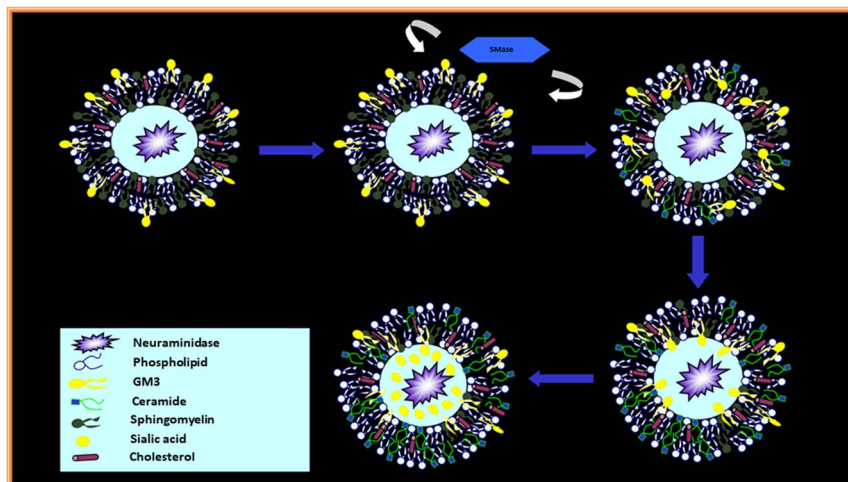 SMase
Neuraminidase
Phospholipid
GM3
Ceramide
Sphingomyelin
Sialic acid
Cholesterol